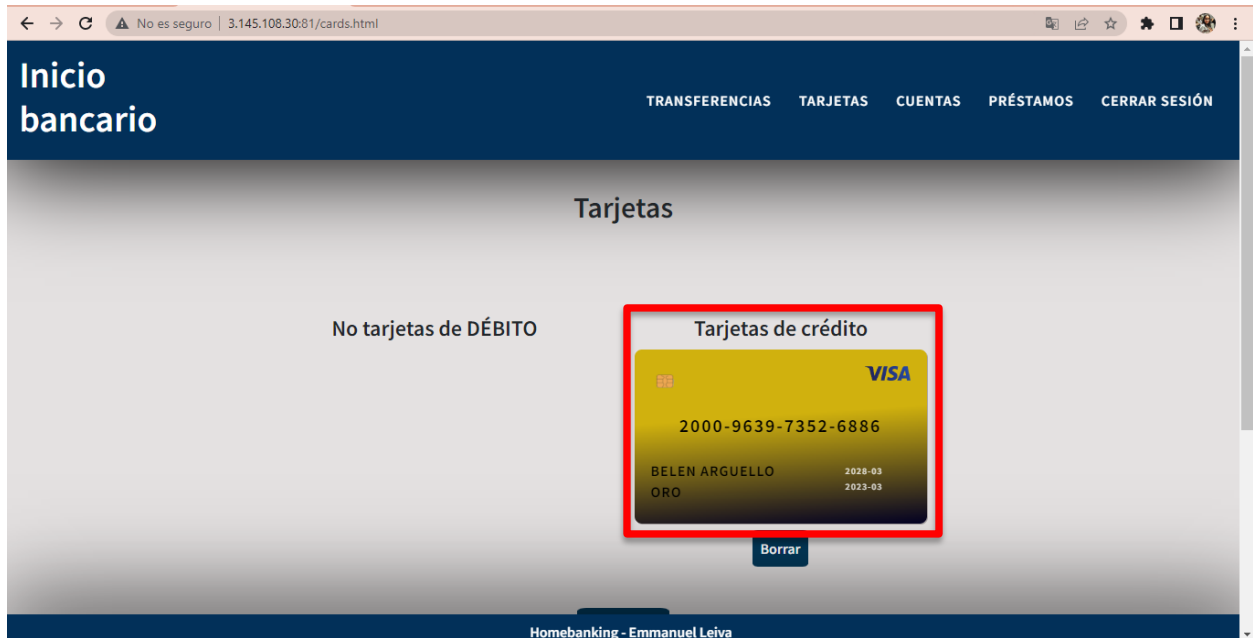 No es seguro | 3.145.108.30:81/cards.html
Inicio
bancario
TRANSFERENCIAS TARJETAS CUENTAS PRÉSTAMOS CERRAR SESIÓN
Tarjetas
No tarjetas de DÉBITO
Tarjetas de crédito
VISA
2000-9639-7352-6886
BELEN ARGUELLO
ORO
2028-03
2023-03
Borrar
Homebanking - Emmanuel Leiva